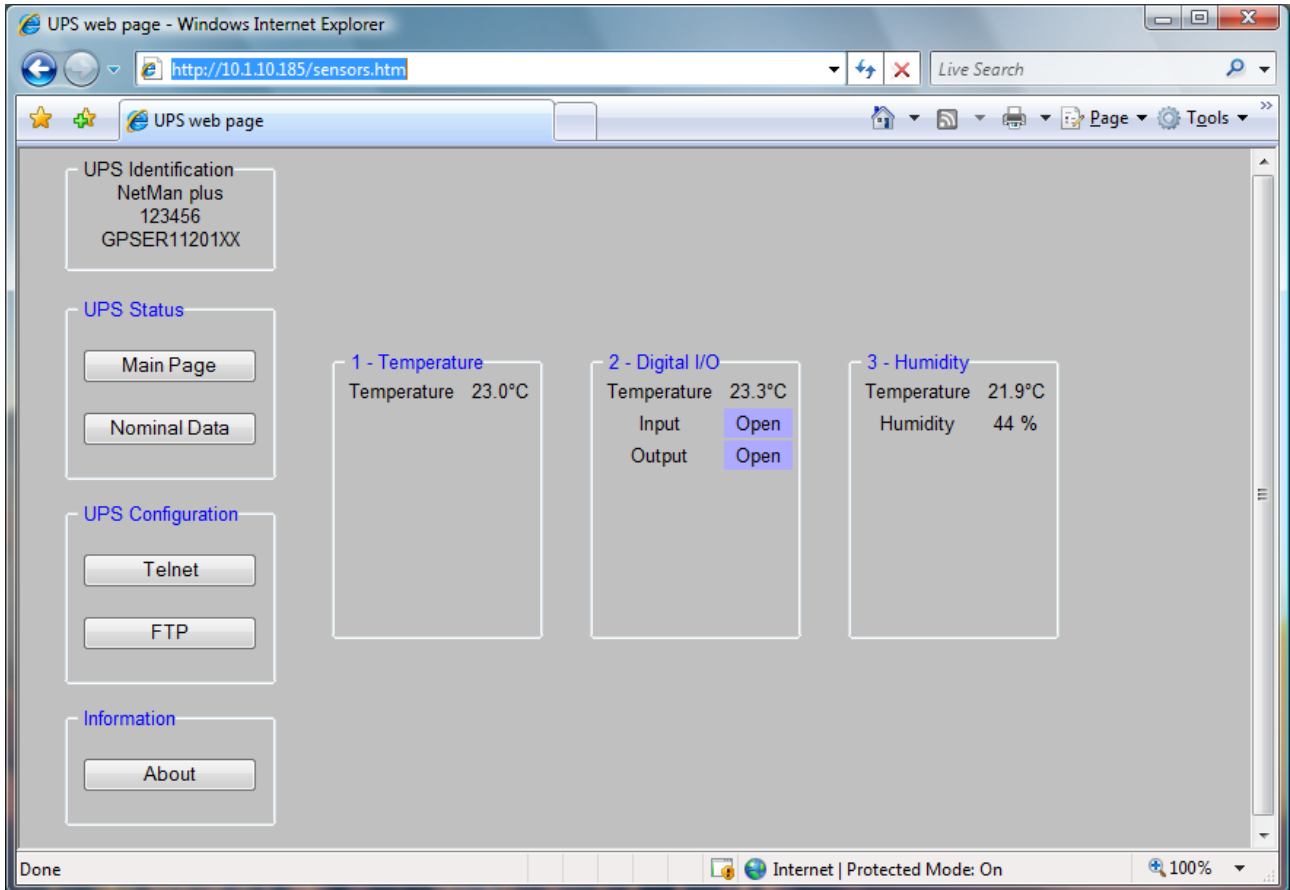 UPS web page - Windows Internet Explorer
http://10.1.10.185/sensors.htm
Live Search
UPS web page
Page
Tools
UPS Identification
NetMan plus
123456
GPSER11201XX
UPS Status
Main Page
Nominal Data
UPS Configuration
Telnet
FTP
Information
About
1 - Temperature
Temperature 23.0°C
2 - Digital I/O
Temperature 23.3°C
Input Open
Output Open
3 - Humidity
Temperature 21.9°C
Humidity 44 %
Done
Internet | Protected Mode: On
100%